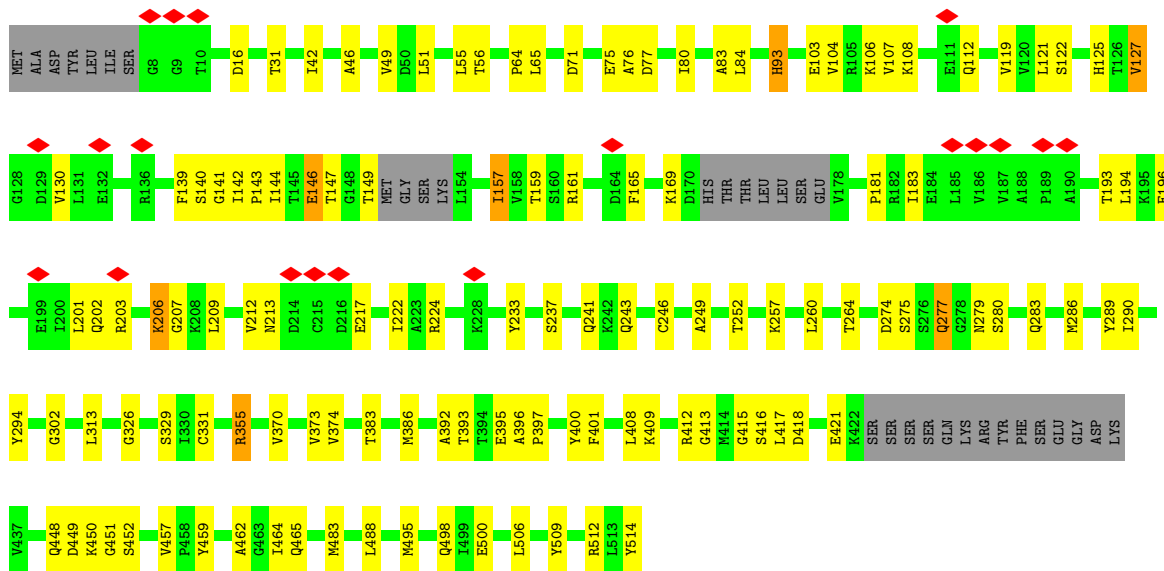 MET ALA ASP TYR LEU ILE SER G8 G9 T10 D16 T31 I42 A46 V49 D50 L51 L55 T56 P64 L65 D71 E75 A76 D77 I80 A83 L84 H93 E103 V104 R105 K106 V107 K108 E111 Q112 V119 V120 L121 S122 H125 T126 V127
G128 D129 V130 L131 E132 R136 F139 S140 G141 I142 P143 I144 T145 E146 T147 G148 T149 MET GLY SER LYS L154 I157 V158 T159 S160 R161 D164 F165 K169 D170 HIS THR THR LEU LEU SER GLU V178 P181 R182 I183 E184 L185 V186 V187 A188 P189 A190 T193 L194 K195 E196
E199 I200 L201 Q202 R203 K206 G207 K208 L209 V212 N213 D214 C215 D216 E217 I222 A223 R224 K228 Y233 S237 Q241 K242 Q243 C246 A249 T252 K257 L260 T264 D274 S275 S276 Q277 G278 N279 S280 Q283 M286 Y289 I290
Y294 G302 L313 G326 S329 I330 C331 R355 V370 V373 V374 T383 M386 A392 T393 T394 E395 A396 P397 Y400 F401 L408 K409 R412 G413 M414 G415 S416 L417 D418 E421 K422 SER SER SER SER GLN LYS ARG TYR PHE SER GLU GLY ASP LYS
V437 Q448 D449 K450 G451 S452 V457 P458 Y459 A462 G463 I464 Q465 M483 L488 M495 Q498 I499 E500 L506 Y509 R512 L513 Y514